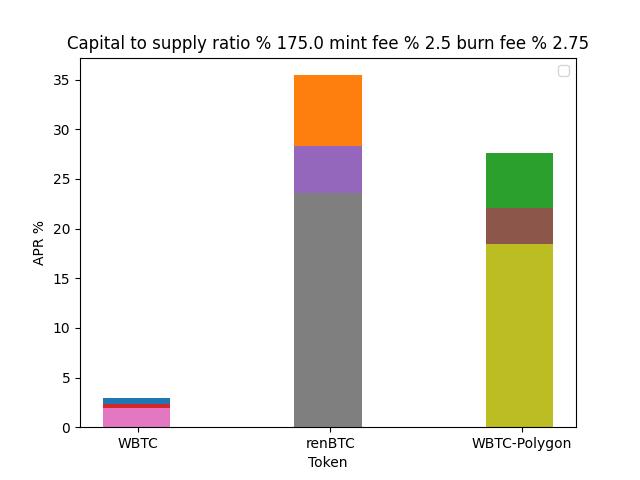 Capital to supply ratio % 175.0 mint fee % 2.5 burn fee % 2.75
35
30
25
20
15
10
5
0
APR %
WBTC renBTC WBTC-Polygon
Token